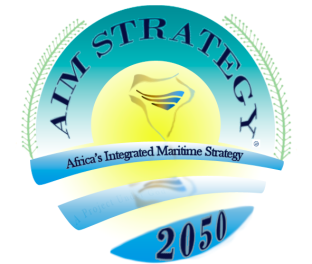 AIM STRATEGY
Africa's Integrated Maritime Strategy
2050